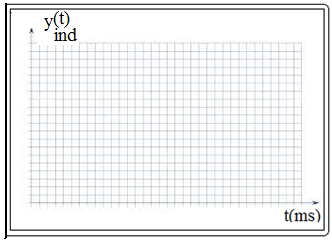 y(t)
ind
t(ms)